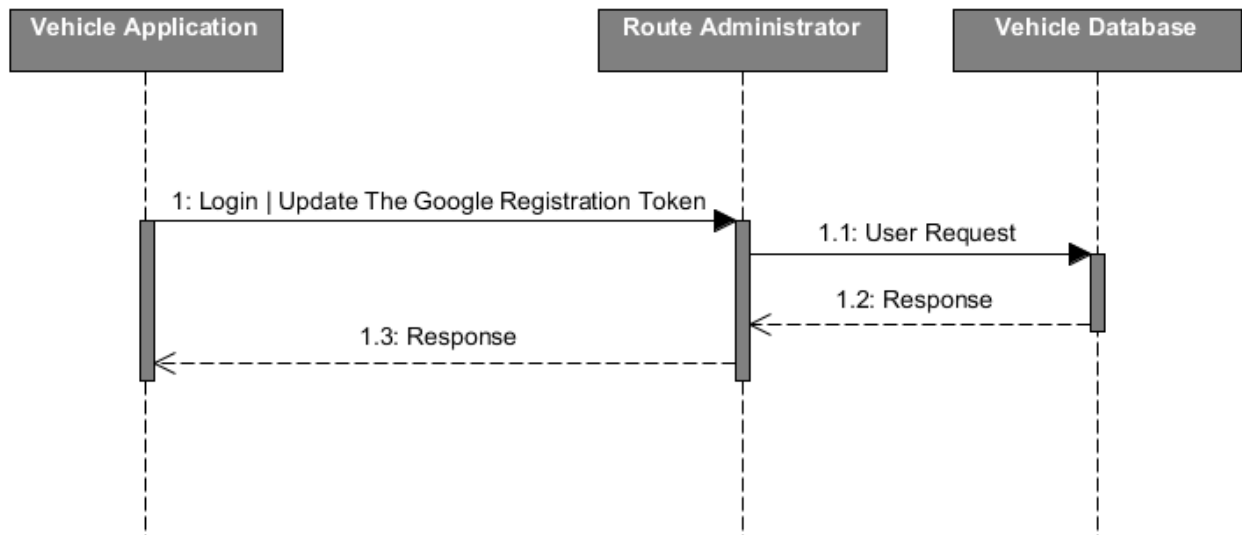 Vehicle Application
Route Administrator
Vehicle Database
1: Login | Update The Google Registration Token
1.1: User Request
1.2: Response
1.3: Response